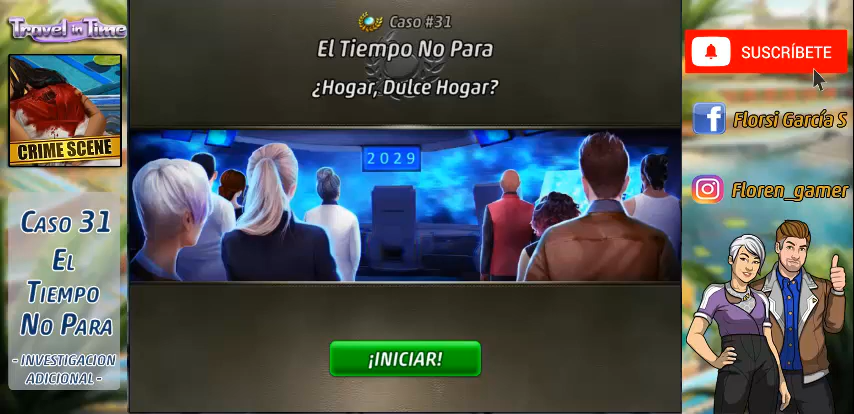 Travel in Time
CRIME SCENE
CASO 31
EL
TIEMPO
NO PARA
- INVESTIGACION
ADICIONAL -
Caso #31
El Tiempo No Para
¿Hogar, Dulce Hogar?
2029
¡INICIAR!
SUSCRÍBETE
Florsi García S
Floren_gamer